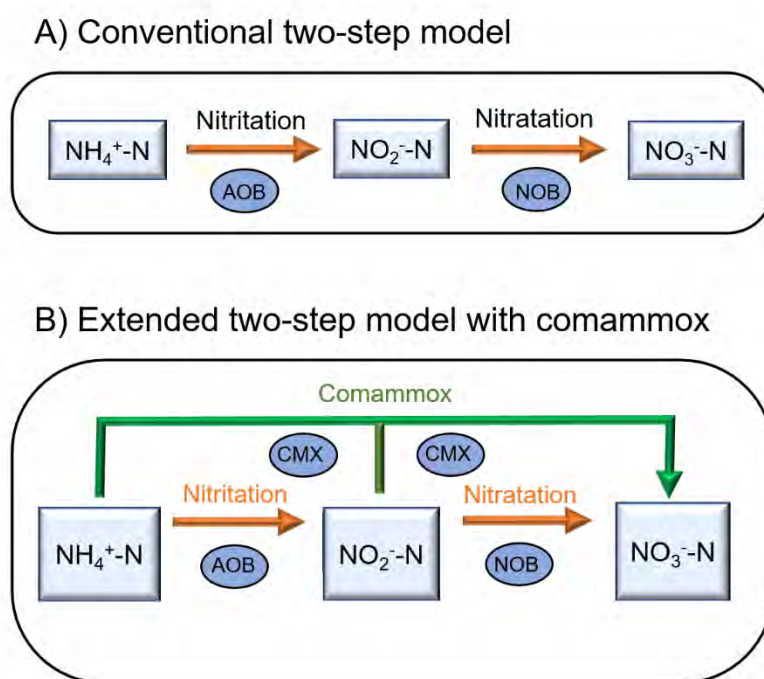 A) Conventional two-step model
Nitritation Nitratation
NH₄⁺-N NO₂⁻-N NO₃⁻-N
AOB NOB
B) Extended two-step model with comammox
Comammox
CMX CMX
Nitritation Nitratation
NH₄⁺-N NO₂⁻-N NO₃⁻-N
AOB NOB